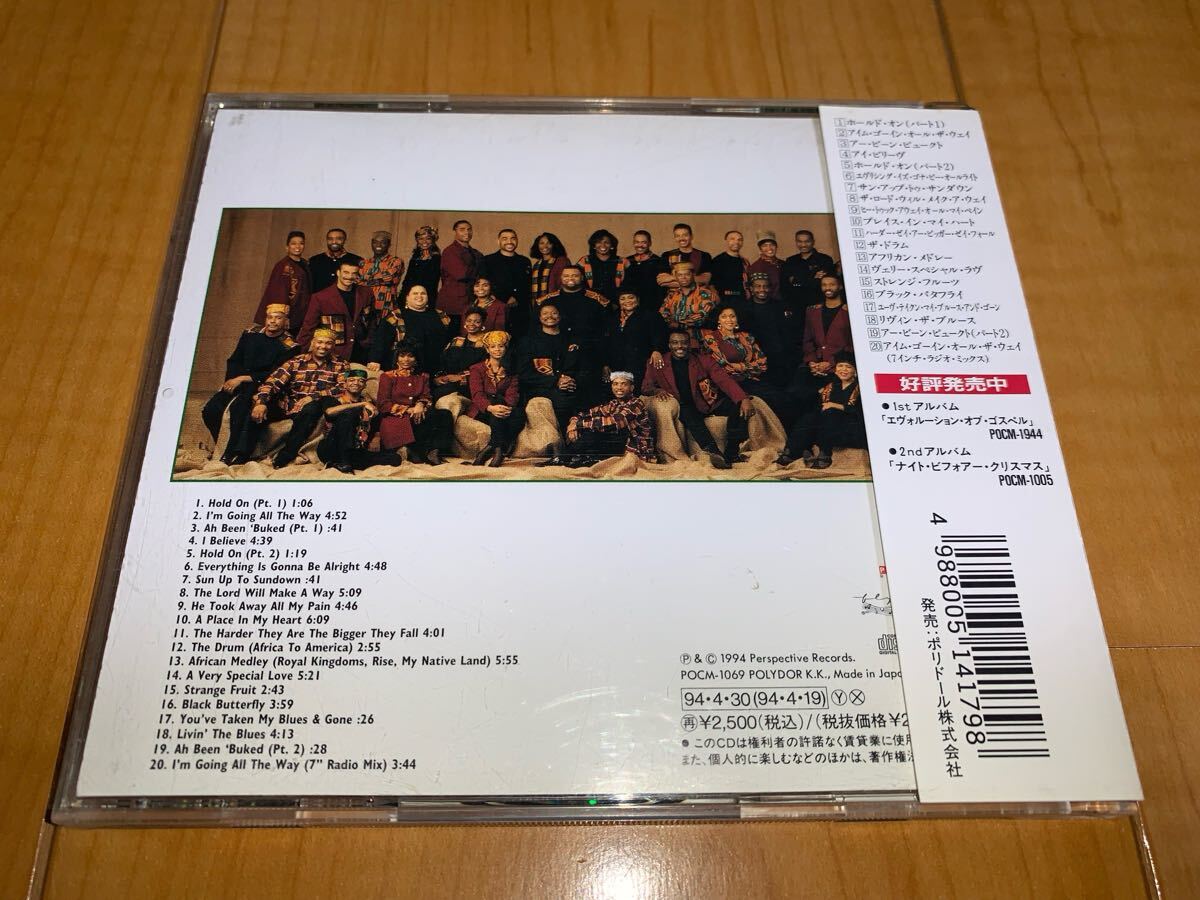 1. Hold On (Pt. 1) 1:06
2. I'm Going All The Way 4:52
3. Ah Been 'Buked (Pt. 1) :41
4. I Believe 4:39
5. Hold On (Pt. 2) 1:19
6. Everything Is Gonna Be Alright 4:48
7. Sun Up To Sundown :41
8. The Lord Will Make A Way 5:09
9. He Took Away All My Pain 4:46
10. A Place In My Heart 6:09
11. The Harder They Are The Bigger They Fall 4:01
12. The Drum (Africa To America) 2:55
13. African Medley (Royal Kingdoms, Rise, My Native Land) 5:55
14. A Very Special Love 5:21
15. Strange Fruit 2:43
16. Black Butterfly 3:59
17. You've Taken My Blues & Gone :26
18. Livin' The Blues 4:13
19. Ah Been 'Buked (Pt. 2) :28
20. I'm Going All The Way (7" Radio Mix) 3:44
Ⓟ & © 1994 Perspective Records.
POCM-1069 POLYDOR K.K., Made in Japa
94・4・30(94・4・19) Ⓨ Ⓧ
再¥2,500(税込)/(税抜価格¥2
● このCDは権利者の許諾なく賃貸業に使用
また、個人的に楽しむなどのほかは、著作権法
1 ホールド・オン(パート1)
2 アイム・ゴーイン・オール・ザ・ウェイ
3 アー・ビーン・ビュークト
4 アイ・ビリーヴ
5 ホールド・オン(パート2)
6 エヴリシング・イズ・ゴナ・ビー・オールライト
7 サン・アップ・トゥ・サンダウン
8 ザ・ロード・ウィル・メイク・ア・ウェイ
9 ヒー・トゥック・アウェイ・オール・マイ・ペイン
10 プレイス・イン・マイ・ハート
11 ハーダー・ゼイ・アー・ビッガー・ゼイ・フォール
12 ザ・ドラム
13 アフリカン・メドレー
14 ヴェリー・スペシャル・ラヴ
15 ストレンジ・フルーツ
16 ブラック・バタフライ
17 ユーヴ・テイクン・マイ・ブルース・アンド・ゴーン
18 リヴィン・ザ・ブルース
19 アー・ビーン・ビュークト(パート2)
20 アイム・ゴーイン・オール・ザ・ウェイ
(7インチ・ラジオ・ミックス)
好評発売中
●1stアルバム
「エヴォルーション・オブ・ゴスペル」
POCM-1944
●2ndアルバム
「ナイト・ビフォアー・クリスマス」
POCM-1005
4 988005 141798
発売:ポリドール株式会社